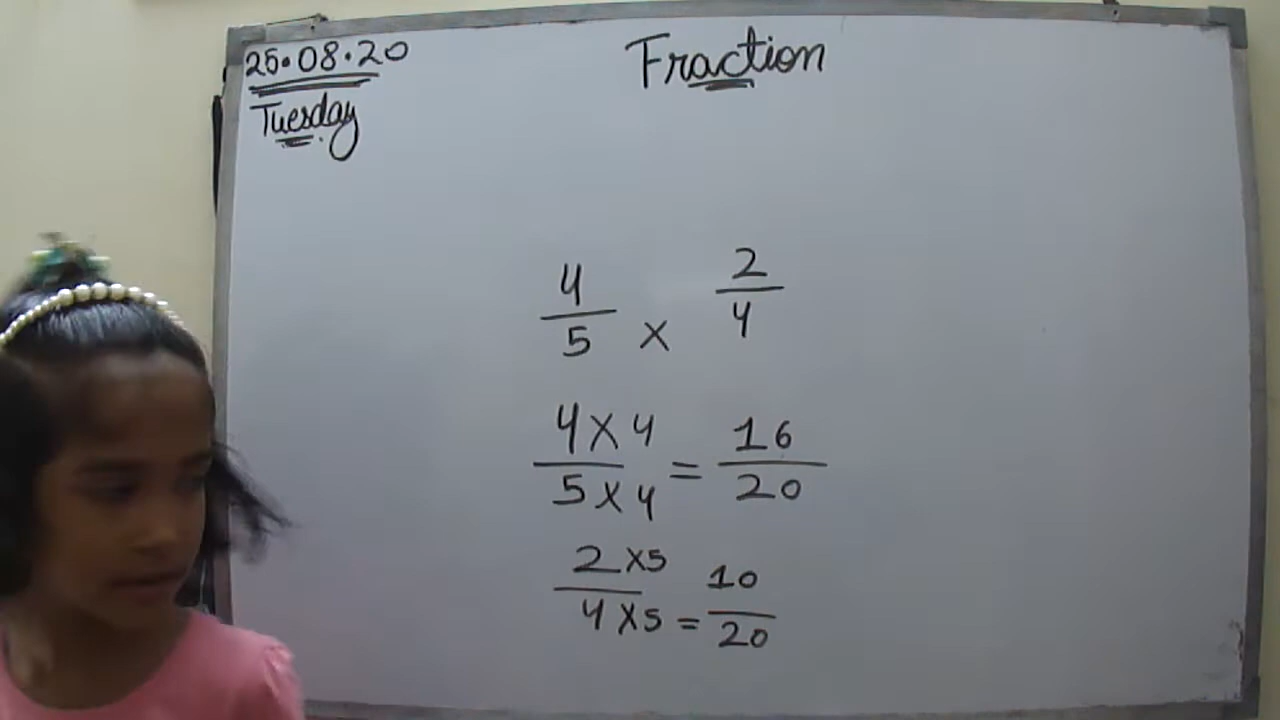 25.08.20
Tuesday
Fraction
4/5 × 2/4
4×4/5×4 = 16/20
2×5/4×5 = 10/20